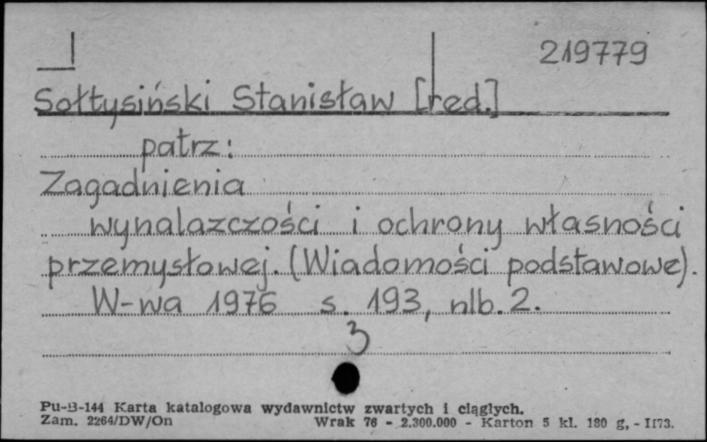 219779
Sołtysiński Stanisław [red.]
patrz:
Zagadnienia
wynalazczości i ochrony własności
przemysłowej. (Wiadomości podstawowe).
W-wa 1976 s. 193, nlb. 2.
3
Pu-B-144 Karta katalogowa wydawnictw zwartych i ciągłych.
Zam. 2264/DW/On Wrak 76 - 2.300.000 - Karton 5 kl. 180 g. - I173.